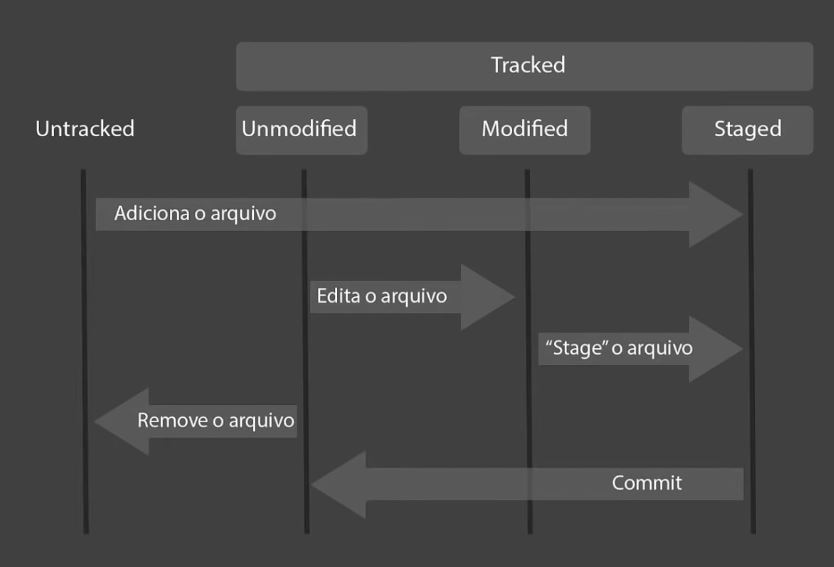 Tracked
Untracked
Unmodified
Modified
Staged
Adiciona o arquivo
Edita o arquivo
“Stage” o arquivo
Remove o arquivo
Commit